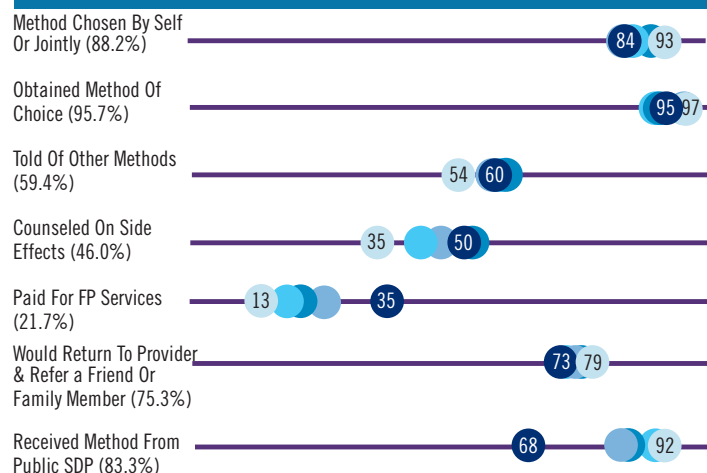 Method Chosen By Self
Or Jointly (88.2%)
84 93
Obtained Method Of
Choice (95.7%)
95 97
Told Of Other Methods
(59.4%)
54 60
Counseled On Side
Effects (46.0%)
35 50
Paid For FP Services
(21.7%)
13 35
Would Return To Provider
& Refer a Friend Or
Family Member (75.3%)
73 79
Received Method From
Public SDP (83.3%)
68 92